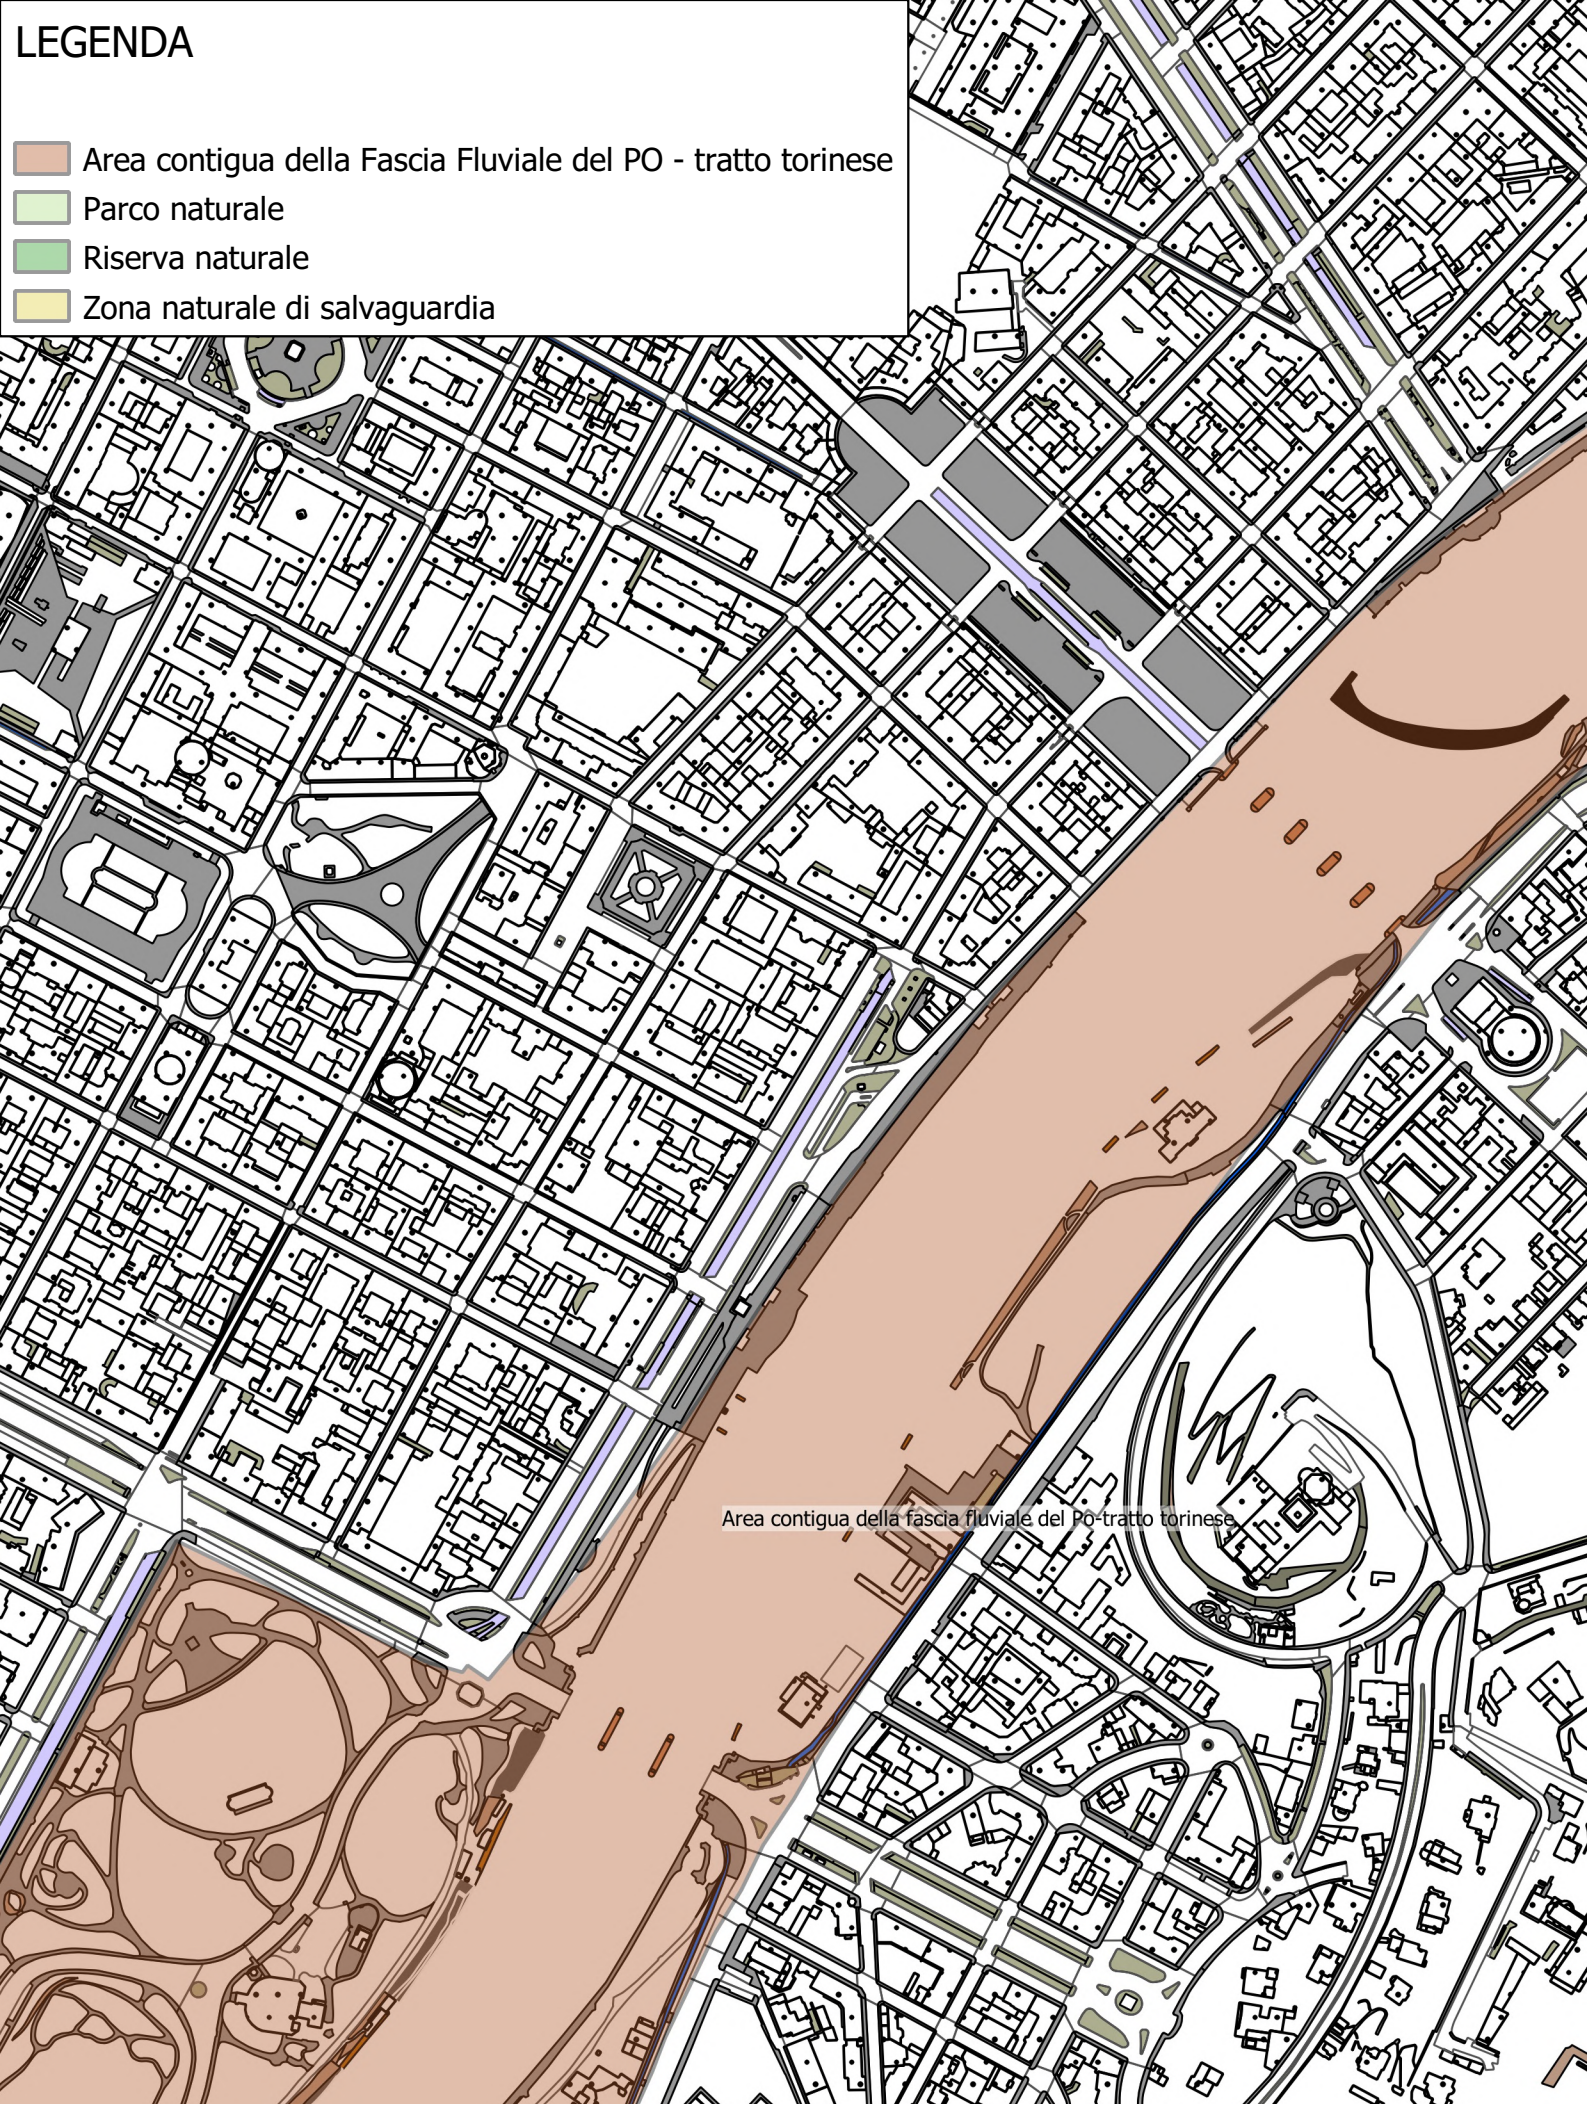 LEGENDA
Area contigua della Fascia Fluviale del PO - tratto torinese
Parco naturale
Riserva naturale
Zona naturale di salvaguardia
Area contigua della fascia fluviale del Po-tratto torinese